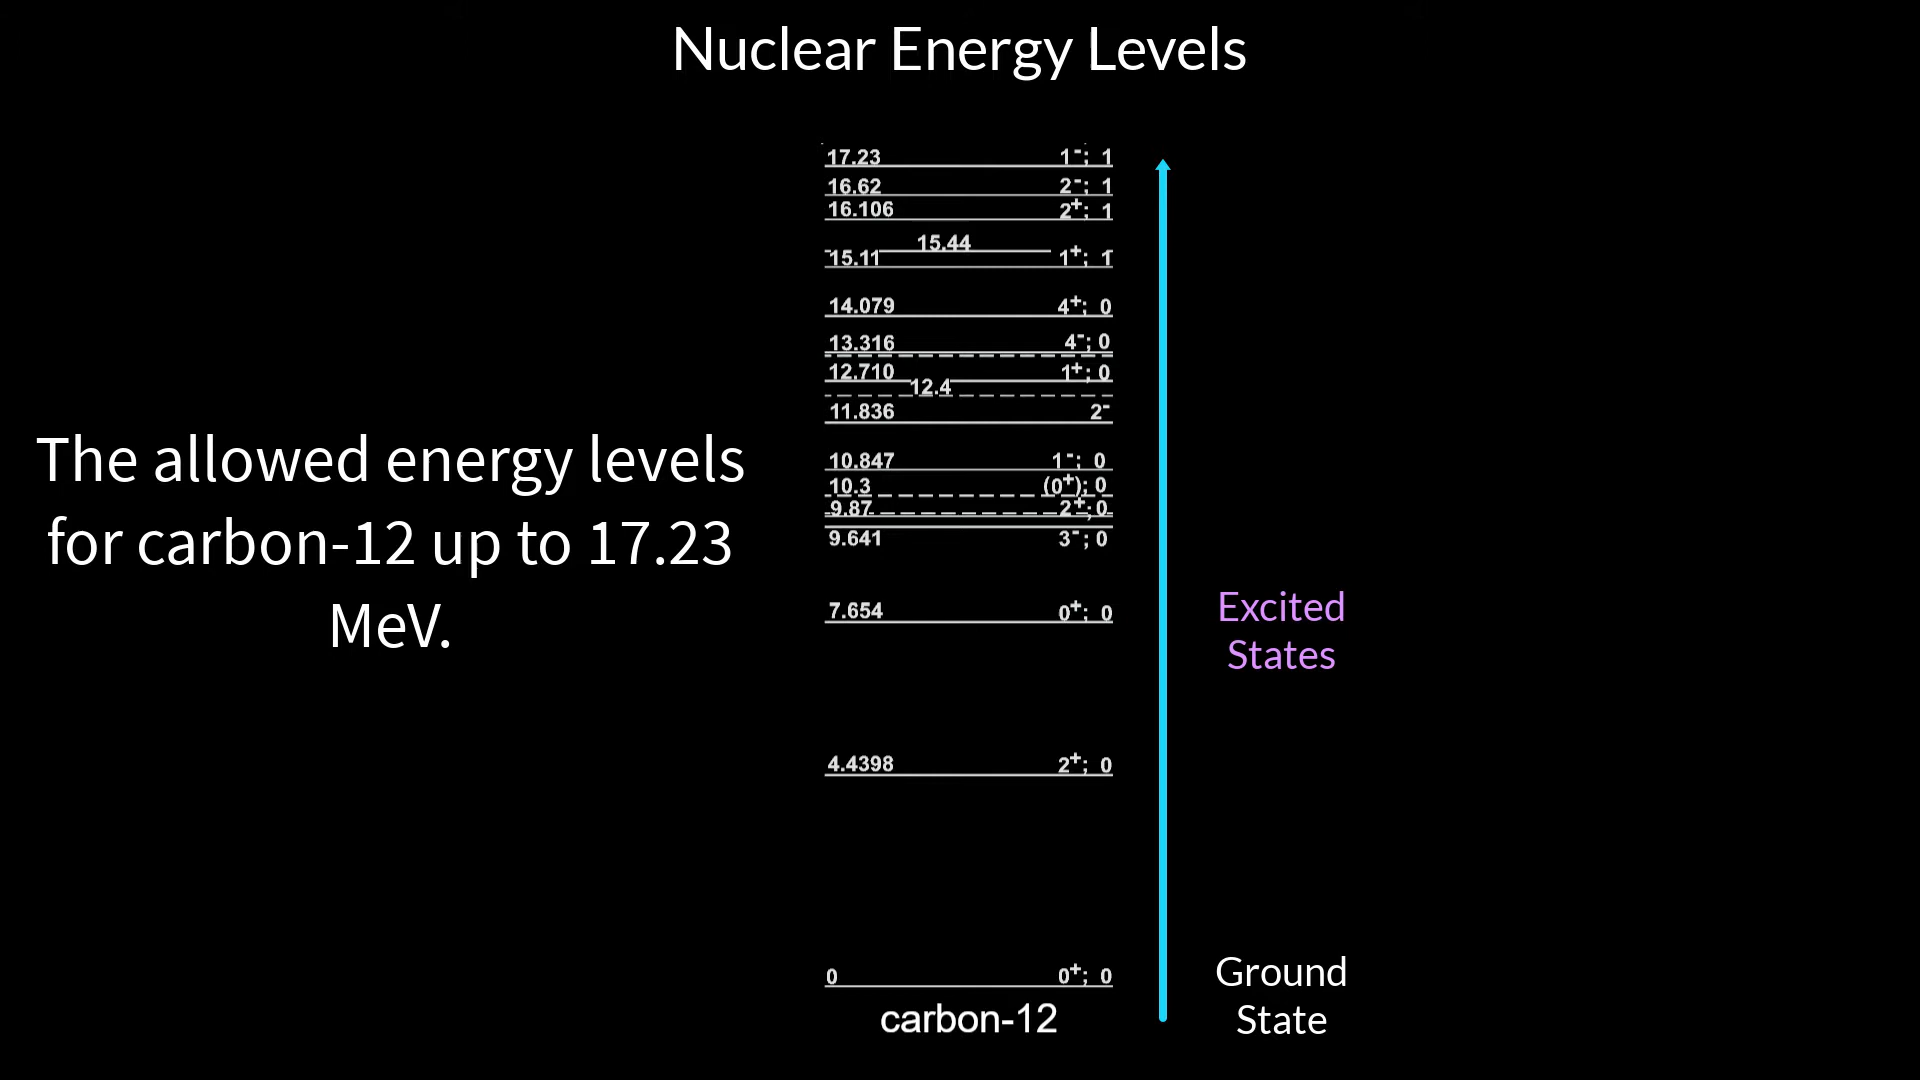 Nuclear Energy Levels
17.23 1⁻; 1
16.62 2⁻; 1
16.106 2⁺; 1
15.44
15.11 1⁺; 1
14.079 4⁺; 0
13.316 4⁻; 0
12.710 1⁺; 0
12.4
11.836 2⁻
10.847 1⁻; 0
10.3 (0⁺); 0
9.87 2⁺; 0
9.641 3⁻; 0
7.654 0⁺; 0
4.4398 2⁺; 0
0 0⁺; 0
carbon-12
The allowed energy levels
for carbon-12 up to 17.23
MeV.
Excited
States
Ground
State